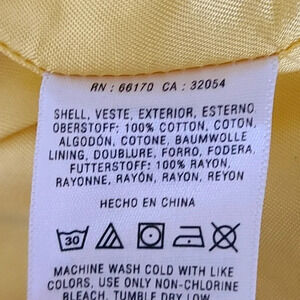 RN : 66170 CA : 32054
SHELL, VESTE, EXTERIOR, ESTERNO
OBERSTOFF: 100% COTTON, COTON,
ALGODÓN, COTONE, BAUMWOLLE
LINING, DOUBLURE, FORRO, FODERA,
FUTTERSTOFF: 100% RAYON,
RAYONNE, RAYÓN, RAYON, REYON
HECHO EN CHINA
30
MACHINE WASH COLD WITH LIKE
COLORS, USE ONLY NON-CHLORINE
BLEACH, TUMBLE DRY LOW